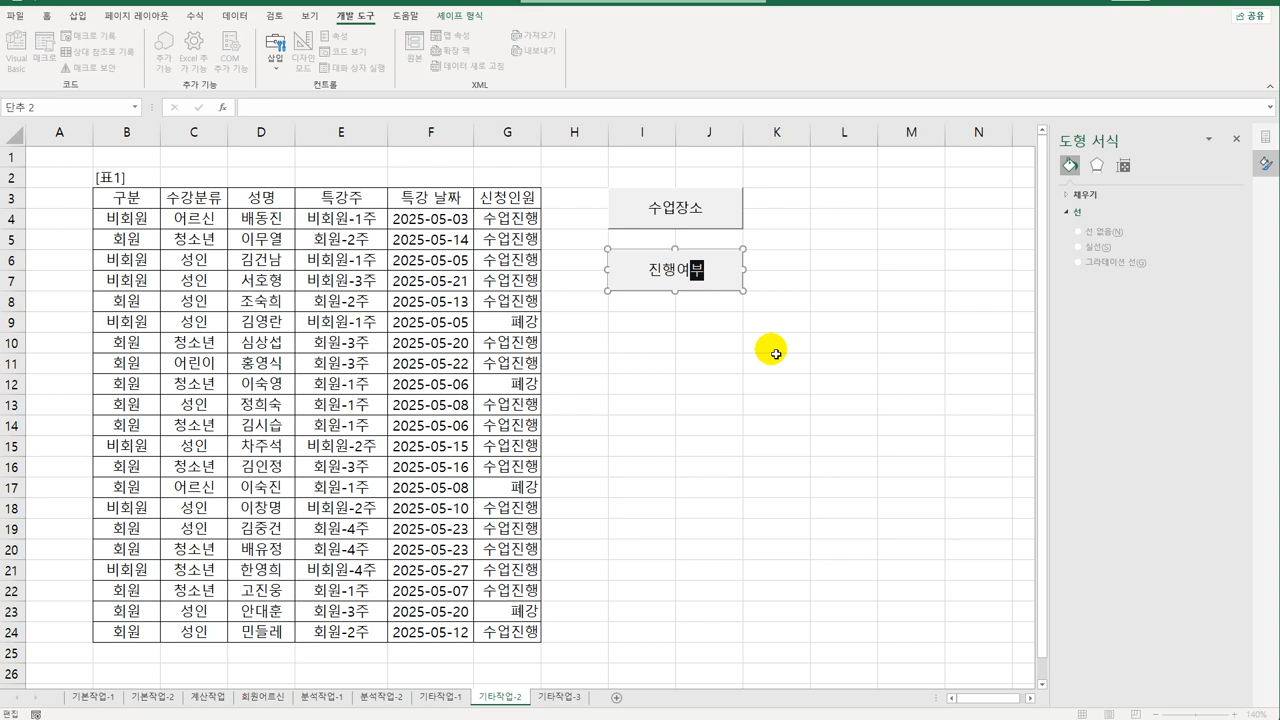 파일 홈 삽입 페이지 레이아웃 수식 데이터 검토 보기 개발 도구 도움말 셰이프 형식 공유
Visual Basic
매크로
매크로 기록
상대 참조로 기록
매크로 보안
코드
추가 기능
Excel 추가 기능
COM 추가 기능
추가 기능
삽입
디자인 모드
속성
코드 보기
대화 상자 실행
컨트롤
원본
맵 속성
확장 팩
데이터 새로 고침
가져오기
내보내기
XML
단추 2 fx
A B C D E F G H I J K L M N
1
2 [표1]
3 구분 수강분류 성명 특강주 특강 날짜 신청인원
4 비회원 어르신 배동진 비회원-1주 2025-05-03 수업진행
5 회원 청소년 이무열 회원-2주 2025-05-14 수업진행
6 비회원 성인 김건남 비회원-1주 2025-05-05 수업진행
7 비회원 성인 서호형 비회원-3주 2025-05-21 수업진행
8 회원 성인 조숙희 회원-2주 2025-05-13 수업진행
9 비회원 성인 김영란 비회원-1주 2025-05-05 폐강
10 회원 청소년 심상섭 회원-3주 2025-05-20 수업진행
11 회원 어린이 홍영식 회원-3주 2025-05-22 수업진행
12 회원 청소년 이숙영 회원-1주 2025-05-06 폐강
13 회원 성인 정희숙 회원-1주 2025-05-08 수업진행
14 회원 청소년 김시습 회원-1주 2025-05-06 수업진행
15 비회원 성인 차주석 비회원-2주 2025-05-15 수업진행
16 회원 청소년 김인정 회원-3주 2025-05-16 수업진행
17 회원 어르신 이숙진 회원-1주 2025-05-08 폐강
18 비회원 성인 이창명 비회원-2주 2025-05-10 수업진행
19 회원 성인 김중건 회원-4주 2025-05-23 수업진행
20 회원 청소년 배유정 회원-4주 2025-05-23 수업진행
21 비회원 청소년 한영희 비회원-4주 2025-05-27 수업진행
22 회원 청소년 고진웅 회원-1주 2025-05-07 수업진행
23 회원 성인 안대훈 회원-3주 2025-05-20 폐강
24 회원 성인 민들레 회원-2주 2025-05-12 수업진행
25
26
수업장소
진행여부
도형 서식
채우기
선
선 없음(N)
실선(S)
그라데이션 선(G)
기본작업-1 기본작업-2 계산작업 회원어르신 분석작업-1 분석작업-2 기타작업-1 기타작업-2 기타작업-3
편집 140%